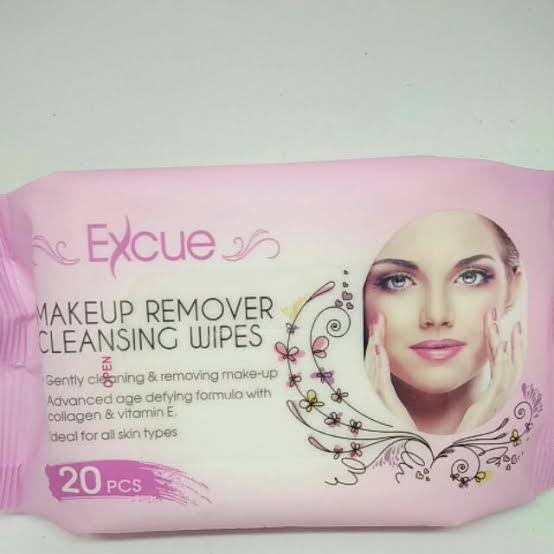 Excue
MAKEUP REMOVER
CLEANSING WIPES
OPEN
Gently cleaning & removing make-up
Advanced age defying formula with
collagen & vitamin E.
Ideal for all skin types
20 PCS